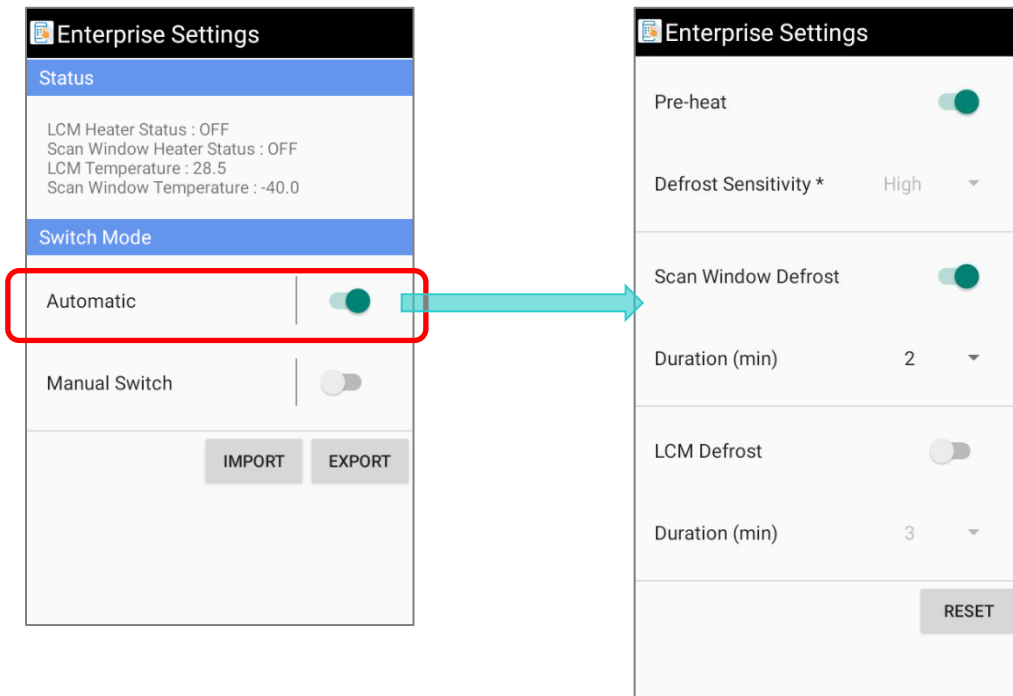 Enterprise Settings
Status
LCM Heater Status : OFF
Scan Window Heater Status : OFF
LCM Temperature : 28.5
Scan Window Temperature : -40.0
Switch Mode
Automatic
Manual Switch
IMPORT EXPORT
Enterprise Settings
Pre-heat
Defrost Sensitivity * High
Scan Window Defrost
Duration (min) 2
LCM Defrost
Duration (min) 3
RESET